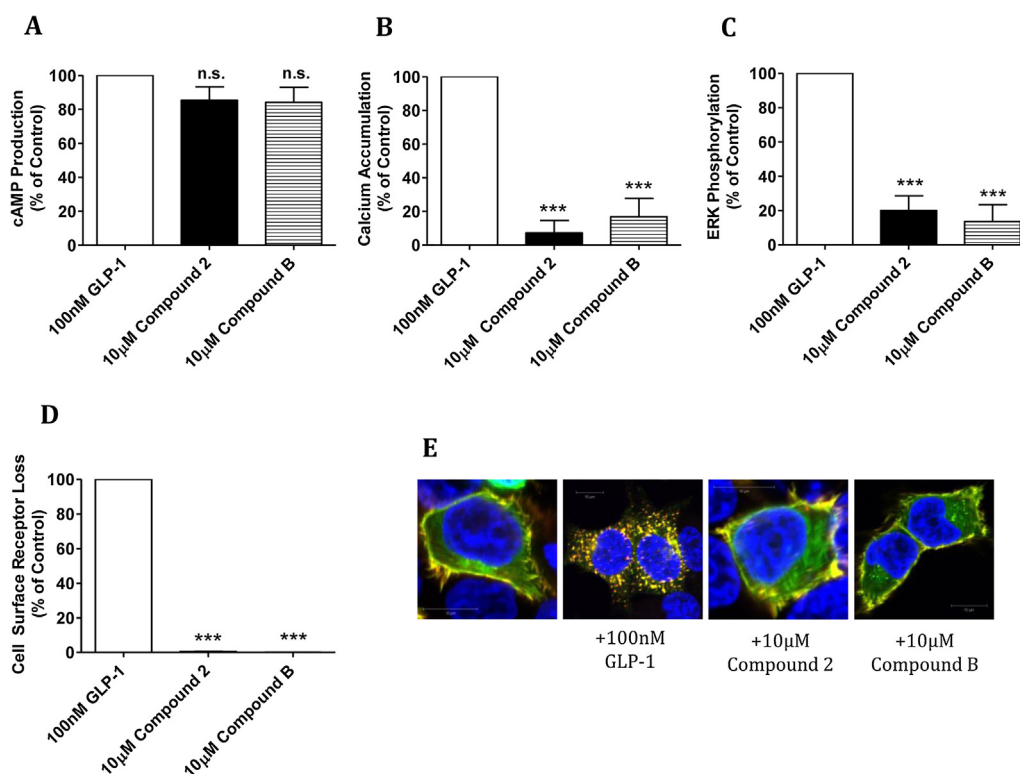 A
cAMP Production
(% of Control)
100
80
60
40
20
0
n.s.
n.s.
100nM GLP-1
10µM Compound 2
10µM Compound B
B
Calcium Accumulation
(% of Control)
100
80
60
40
20
0
***
***
100nM GLP-1
10µM Compound 2
10µM Compound B
C
ERK Phosphorylation
(% of Control)
100
80
60
40
20
0
***
***
100nM GLP-1
10µM Compound 2
10µM Compound B
D
Cell Surface Receptor Loss
(% of Control)
100
80
60
40
20
0
***
***
100nM GLP-1
10µM Compound 2
10µM Compound B
E
+100nM
GLP-1
+10µM
Compound 2
+10µM
Compound B